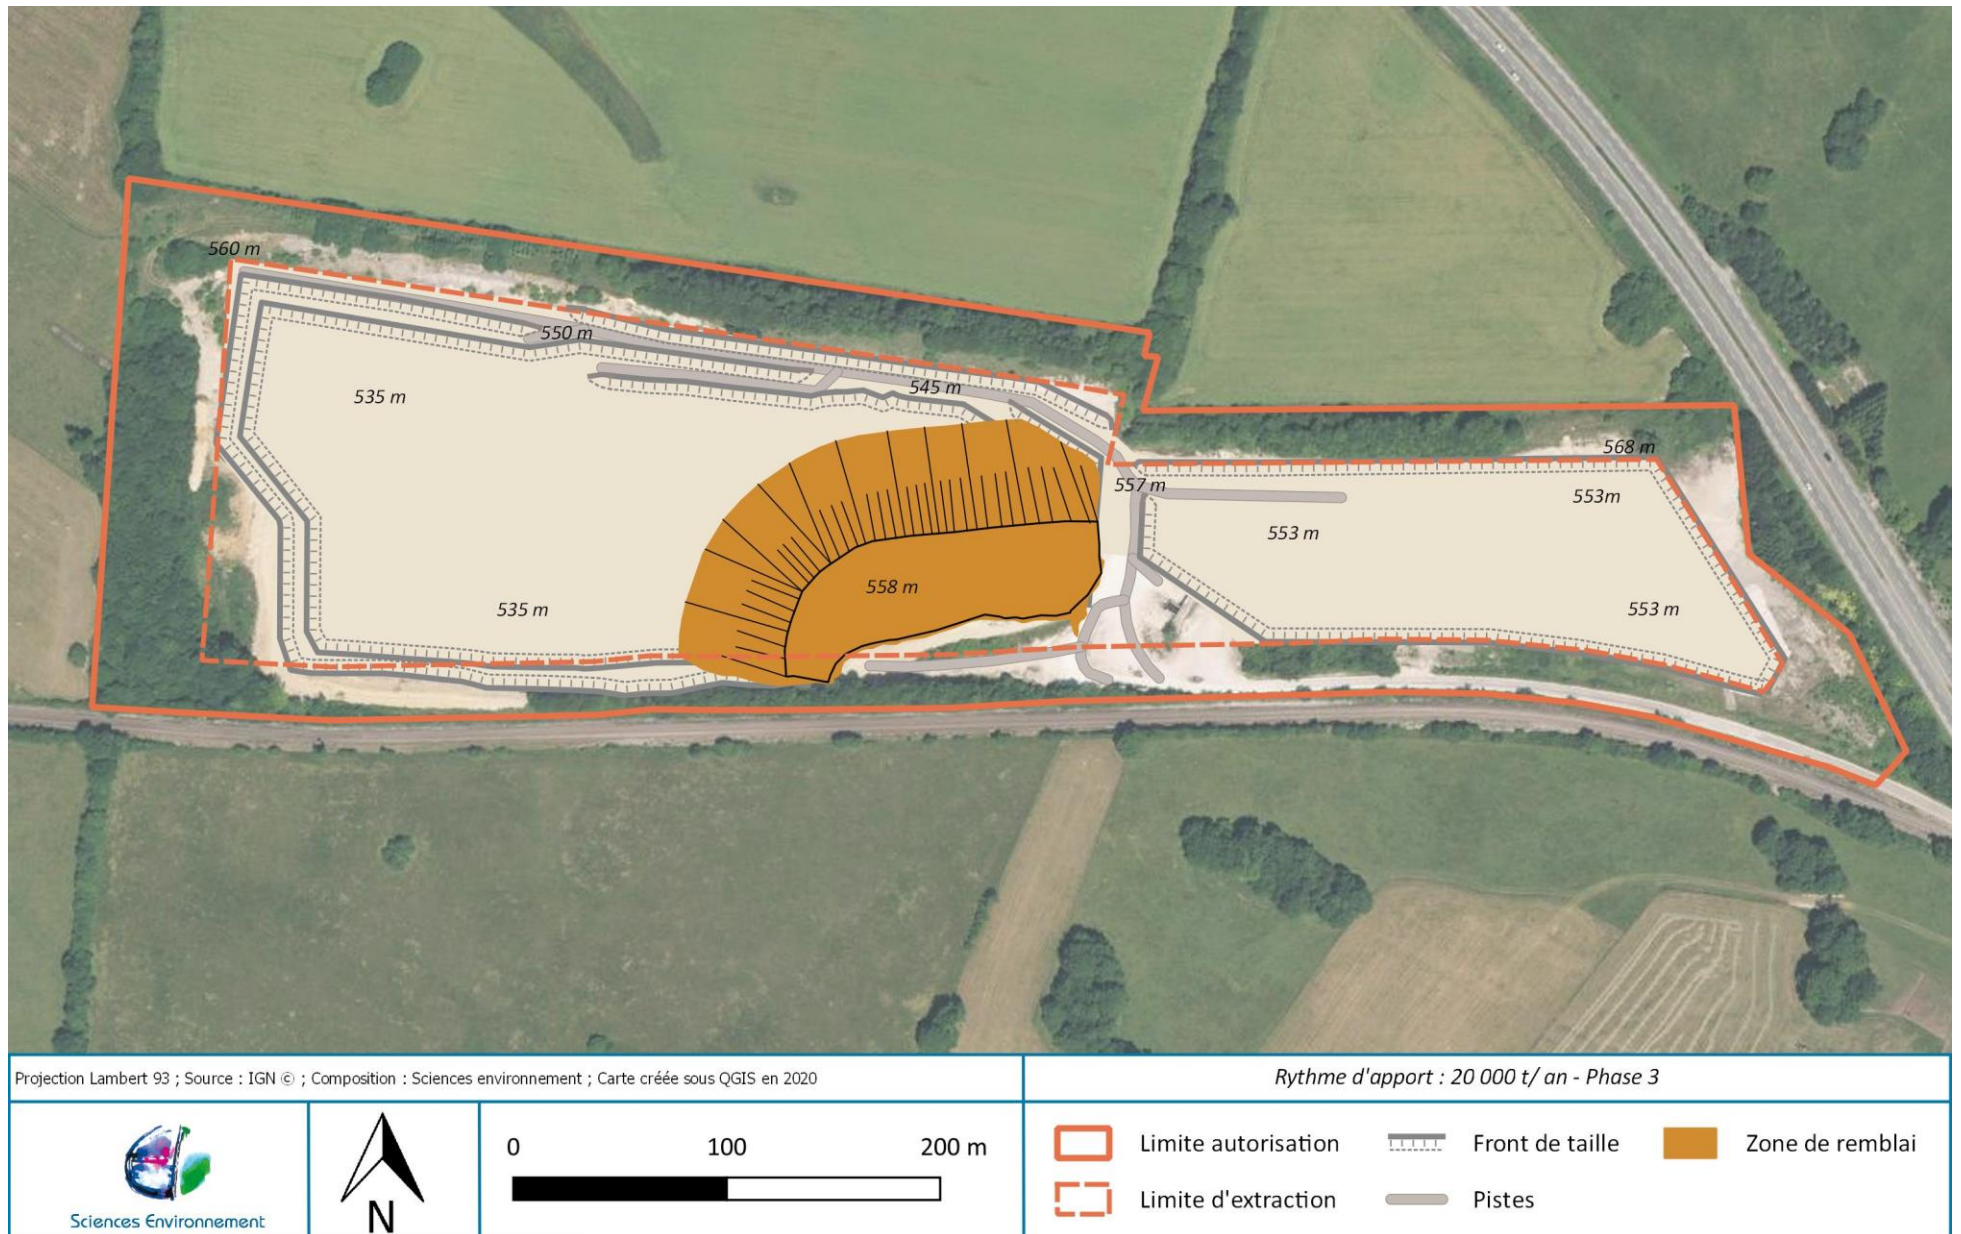 560 m
550 m
535 m
545 m
568 m
557 m
553m
553 m
558 m
535 m
553 m
Projection Lambert 93 ; Source : IGN © ; Composition : Sciences environnement ; Carte créée sous QGIS en 2020
Rythme d'apport : 20 000 t/ an - Phase 3
Sciences Environnement
N
0 100 200 m
Limite autorisation
Front de taille
Zone de remblai
Limite d'extraction
Pistes